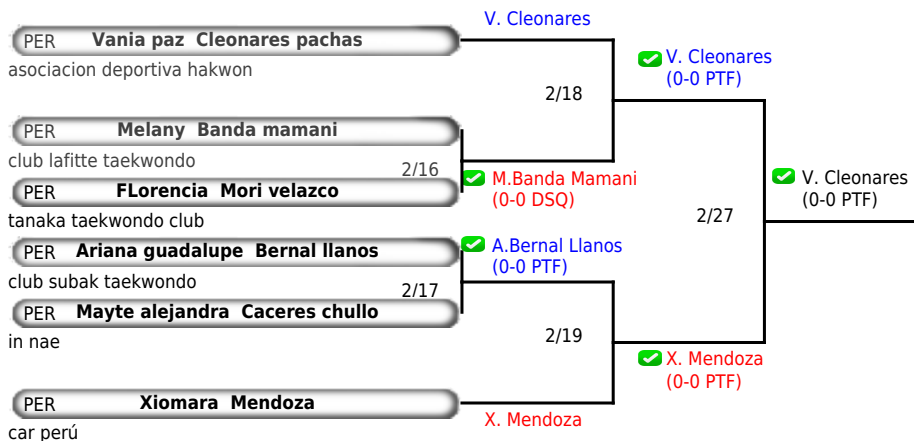 V. Cleonares
PER Vania paz Cleonares pachas
asociacion deportiva hakwon
V. Cleonares
(0-0 PTF)
2/18
PER Melany Banda mamani
club lafitte taekwondo
2/16
M.Banda Mamani
(0-0 DSQ)
PER FLorencia Mori velazco
tanaka taekwondo club
V. Cleonares
(0-0 PTF)
2/27
PER Ariana guadalupe Bernal llanos
club subak taekwondo
A.Bernal Llanos
(0-0 PTF)
2/17
PER Mayte alejandra Caceres chullo
in nae
2/19
X. Mendoza
(0-0 PTF)
PER Xiomara Mendoza
car perú
X. Mendoza